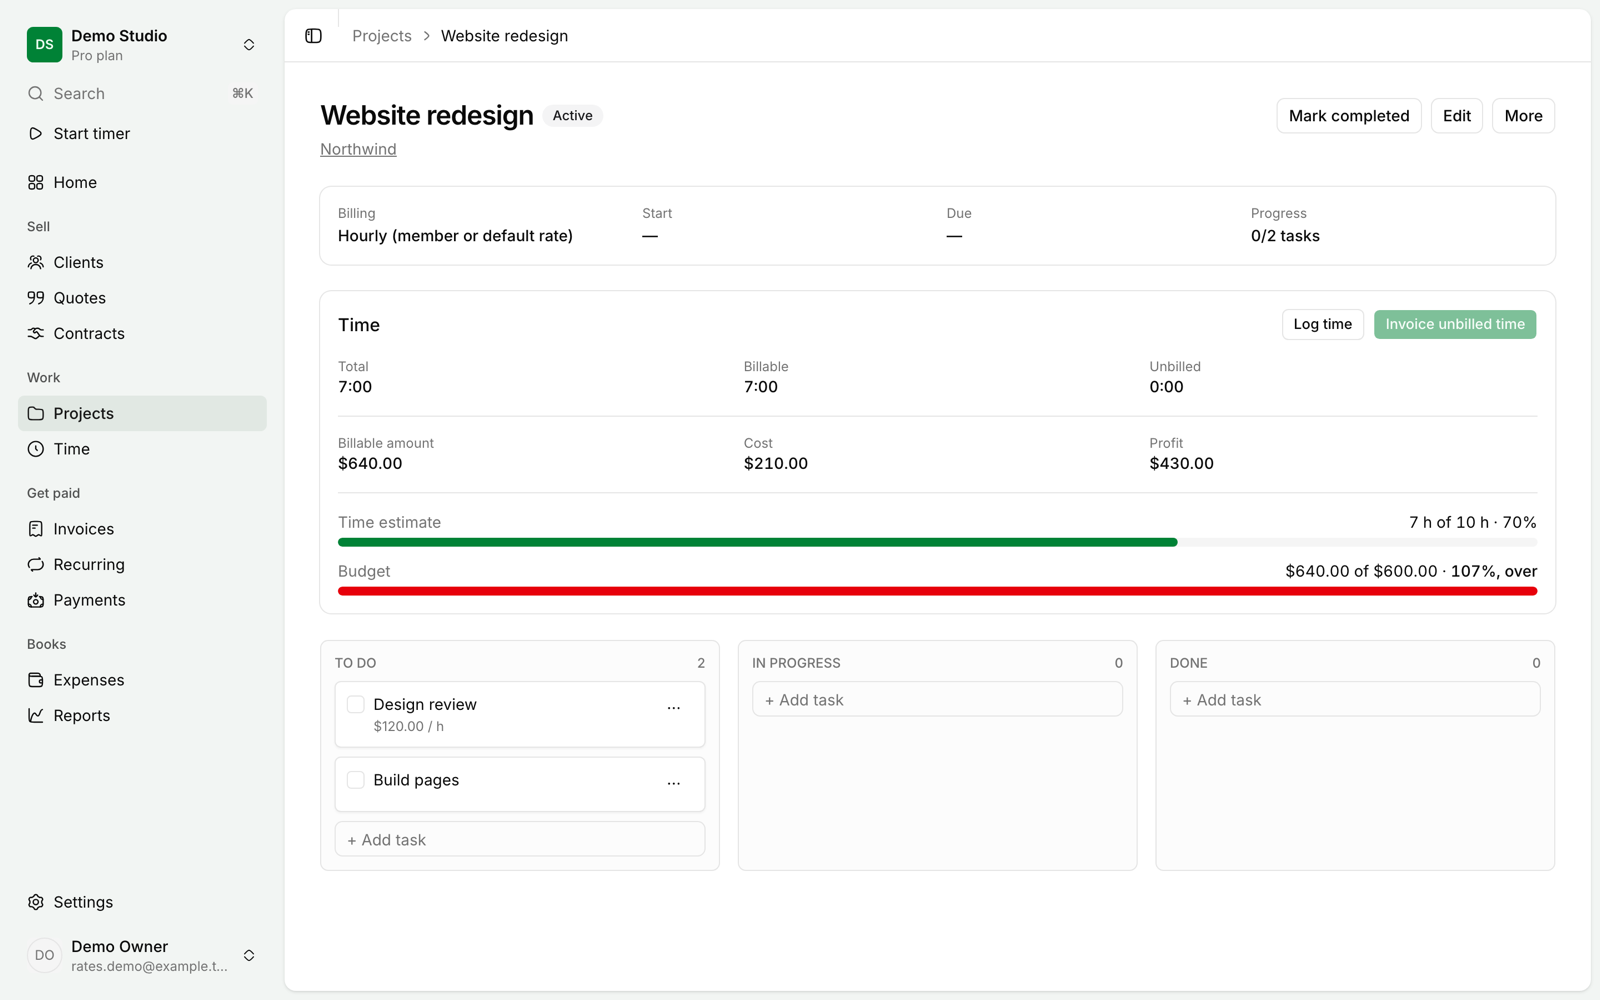 DS
Demo Studio
Pro plan
Search ⌘K
Start timer
Home
Sell
Clients
Quotes
Contracts
Work
Projects
Time
Get paid
Invoices
Recurring
Payments
Books
Expenses
Reports
Settings
DO
Demo Owner
rates.demo@example.t...
Projects > Website redesign
Website redesign Active
Mark completed Edit More
Northwind
Billing Start Due Progress
Hourly (member or default rate) — — 0/2 tasks
Time Log time Invoice unbilled time
Total Billable Unbilled
7:00 7:00 0:00
Billable amount Cost Profit
$640.00 $210.00 $430.00
Time estimate 7 h of 10 h · 70%
Budget $640.00 of $600.00 · 107%, over
TO DO 2
Design review ...
$120.00 / h
Build pages ...
+ Add task
IN PROGRESS 0
+ Add task
DONE 0
+ Add task